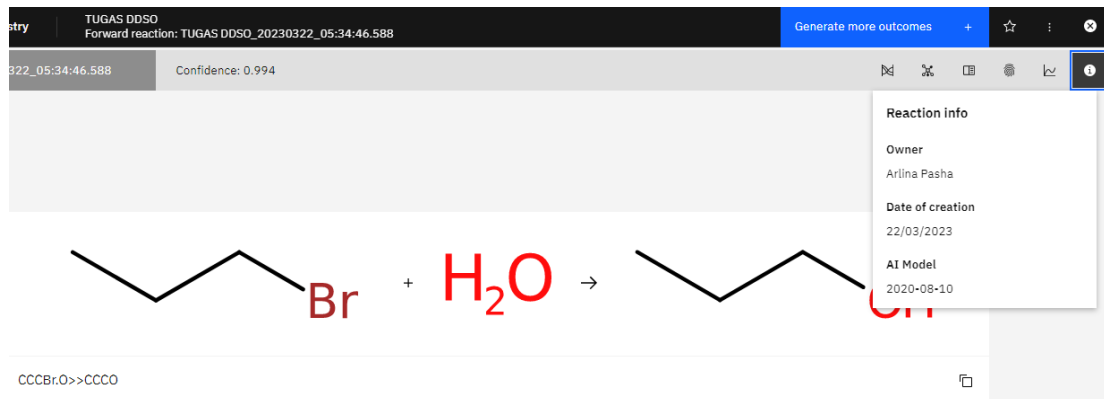 stry
TUGAS DDSO
Forward reaction: TUGAS DDSO_20230322_05:34:46.588
Generate more outcomes +
322_05:34:46.588
Confidence: 0.994
Reaction info
Owner
Arlina Pasha
Date of creation
22/03/2023
AI Model
2020-08-10
Br + H₂O →
CCCBr.O>>CCCO